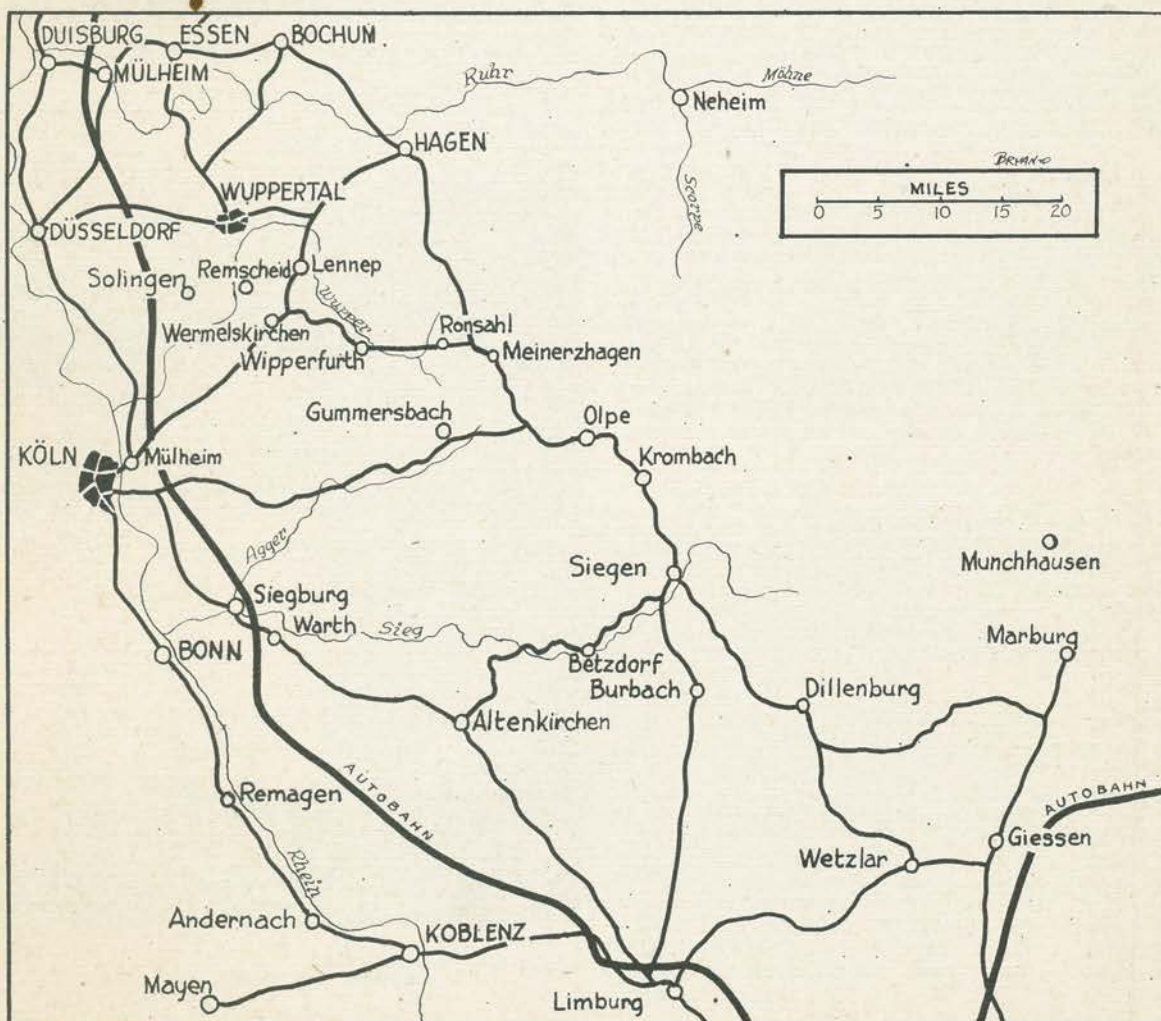 DUISBURG
ESSEN
BOCHUM
MÜLHEIM
Ruhr
Möhne
Neheim
HAGEN
BRYAN
MILES
0 5 10 15 20
Scorpe
WUPPERTAL
DÜSSELDORF
Solingen
Remscheid
Lennep
Wupper
Wermelskirchen
Wipperfurth
Ronsahl
Meinerzhagen
Gummersbach
Olpe
KÖLN
Mülheim
Krombach
Agger
Siegen
Munchhausen
Siegburg
Warth
Sieg
BONN
Betzdorf
Burbach
Marburg
Dillenburg
Altenkirchen
Remagen
AUTOBAHN
AUTOBAHN
Giessen
Wetzlar
Rhein
Andernach
KOBLENZ
Mayen
Limburg